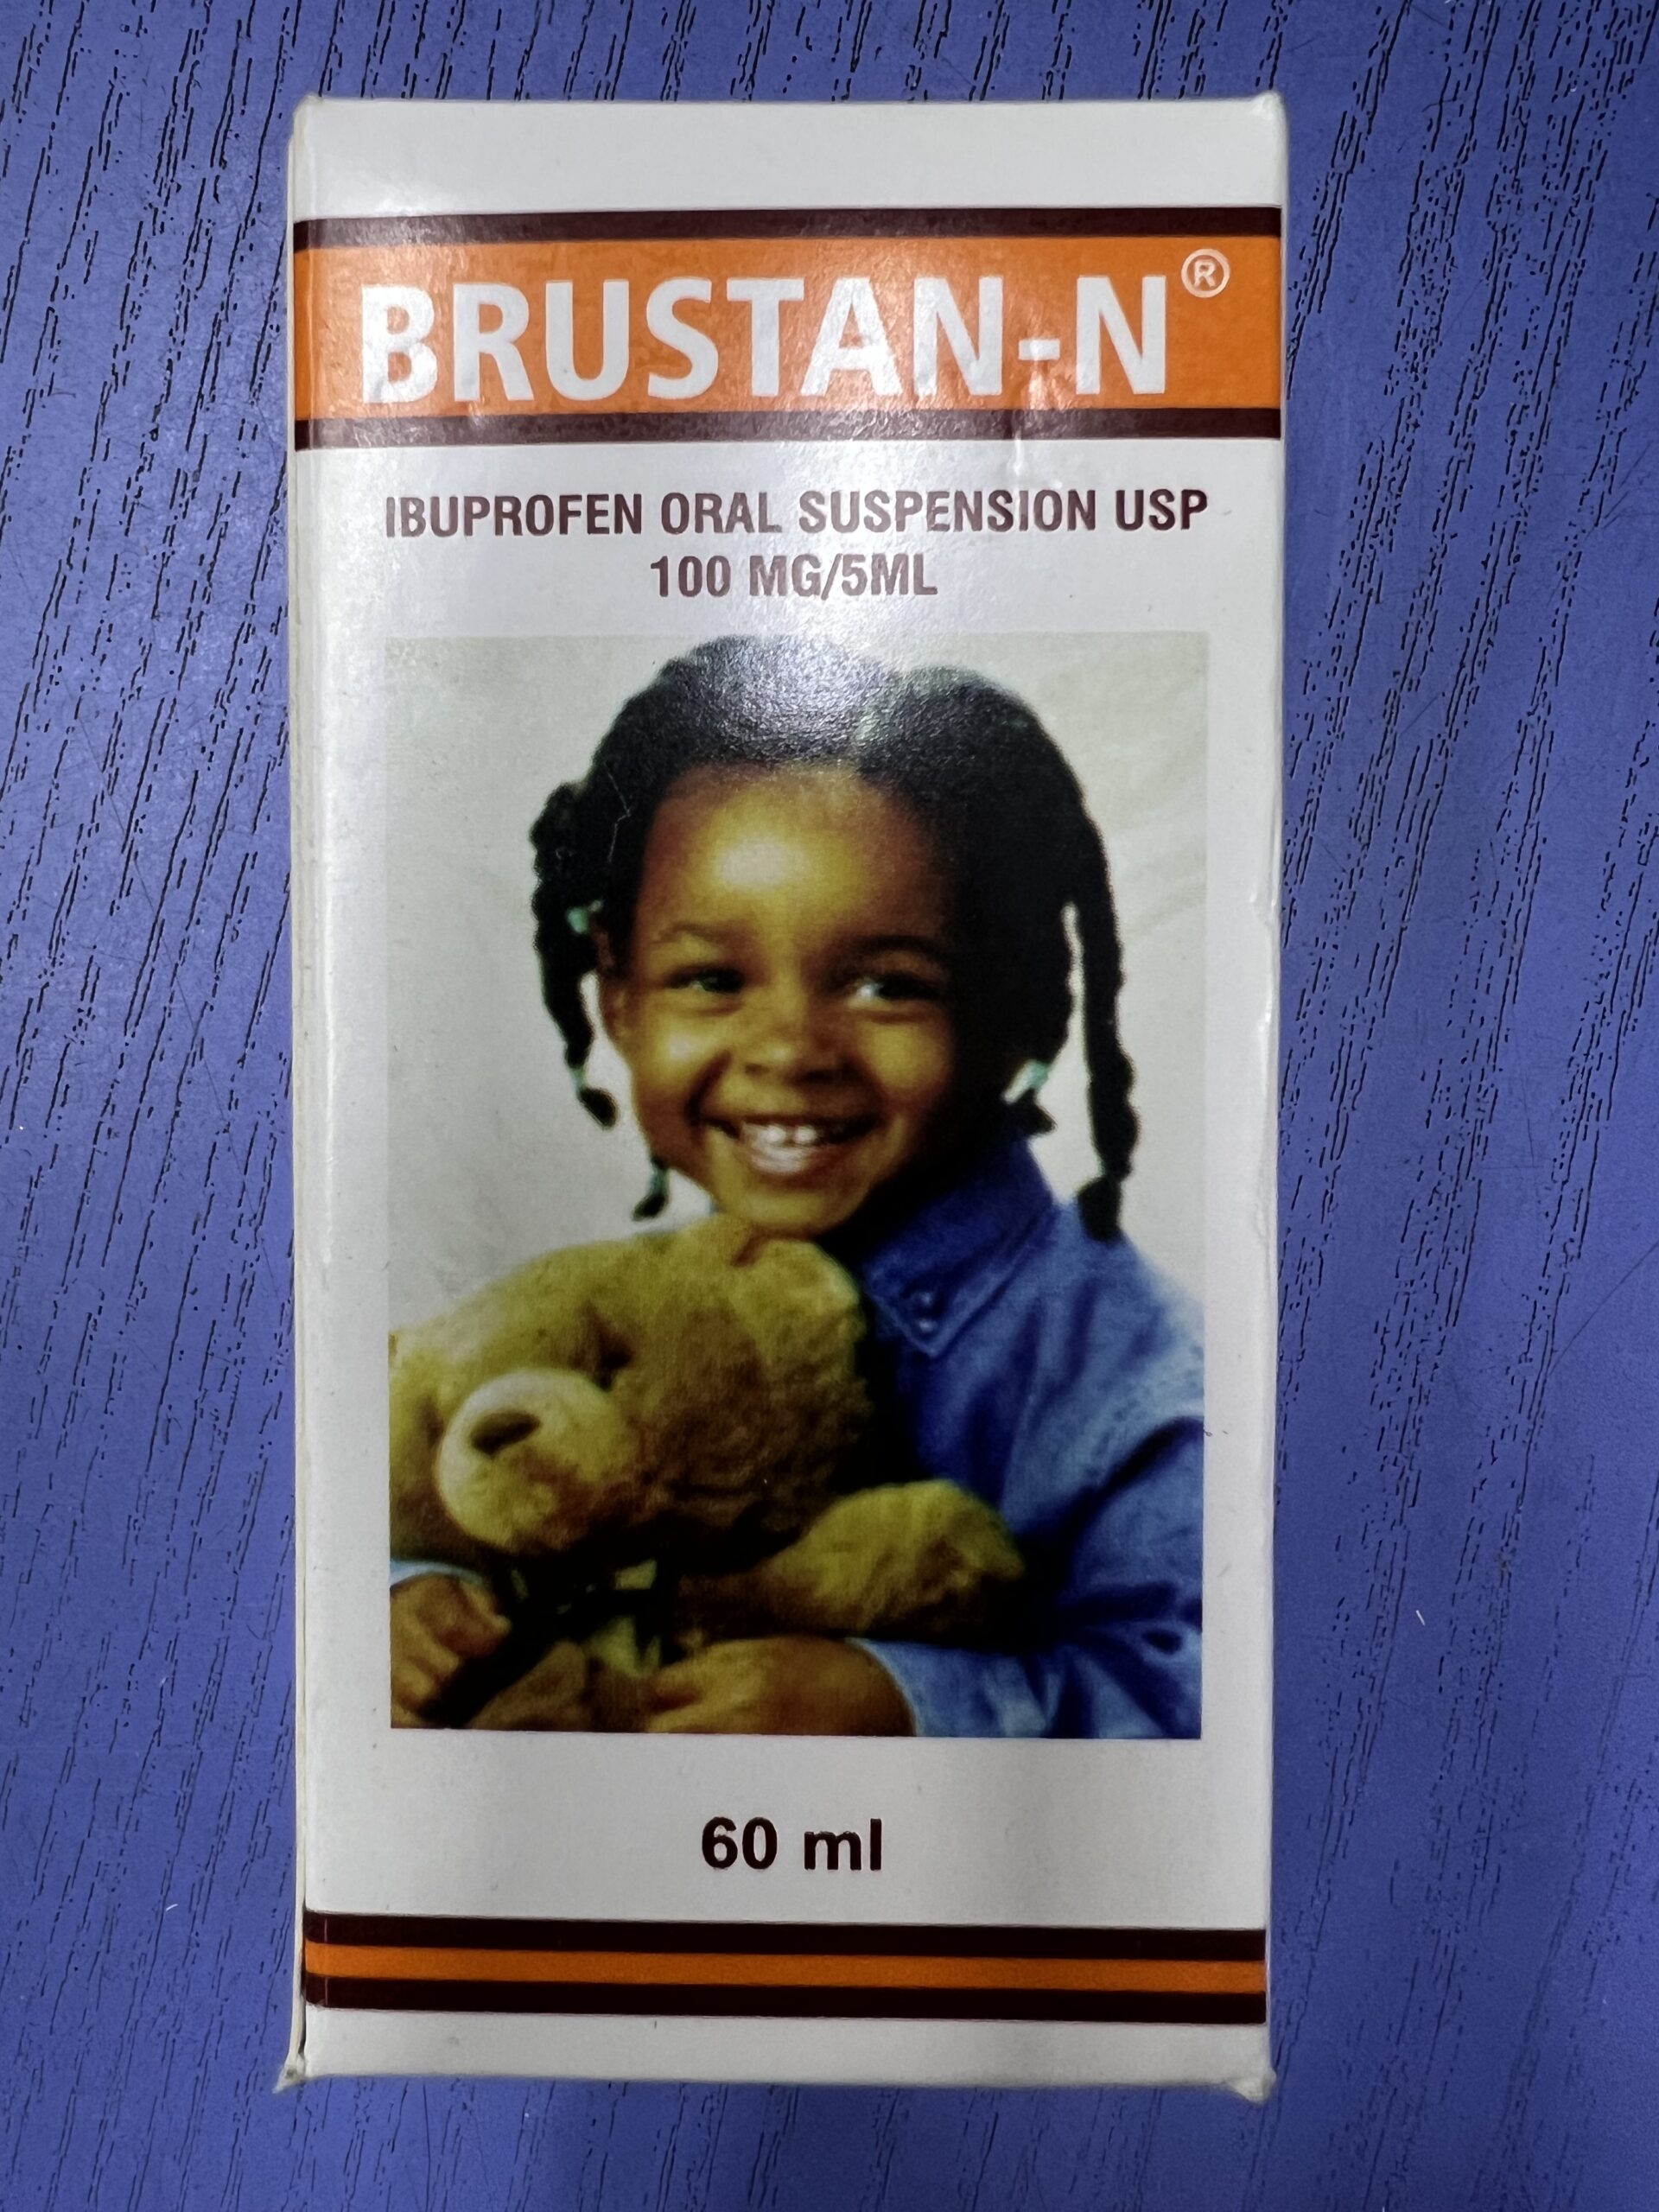 BRUSTAN-N®
IBUPROFEN ORAL SUSPENSION USP
100 MG/5ML
60 ml